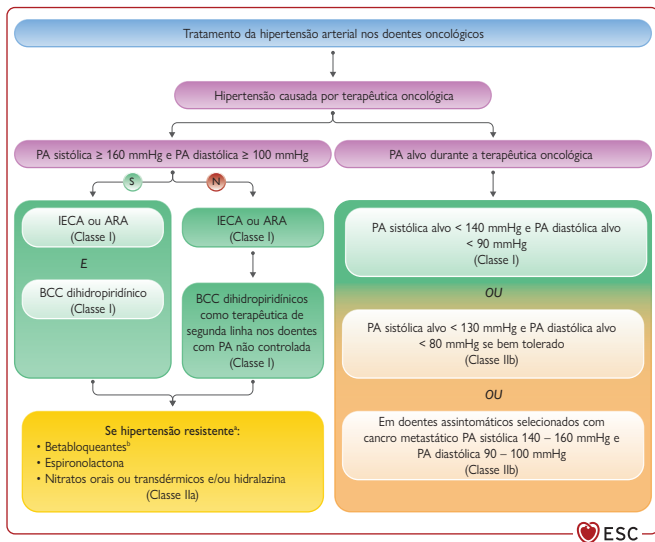 Tratamento da hipertensão arterial nos doentes oncológicos
Hipertensão causada por terapêutica oncológica
PA sistólica ≥ 160 mmHg e PA diastólica ≥ 100 mmHg
PA alvo durante a terapêutica oncológica
S
N
IECA ou ARA
(Classe I)
E
BCC dihidropiridínico
(Classe I)
IECA ou ARA
(Classe I)
BCC dihidropiridínicos
como terapêutica de
segunda linha nos doentes
com PA não controlada
(Classe I)
PA sistólica alvo < 140 mmHg e PA diastólica alvo
< 90 mmHg
(Classe I)
OU
PA sistólica alvo < 130 mmHg e PA diastólica alvo
< 80 mmHg se bem tolerado
(Classe IIb)
OU
Em doentes assintomáticos selecionados com
cancro metastático PA sistólica 140 – 160 mmHg e
PA diastólica 90 – 100 mmHg
(Classe IIb)
Se hipertensão resistenteª:
• Betabloqueantesᵇ
• Espironolactona
• Nitratos orais ou transdérmicos e/ou hidralazina
(Classe IIa)
ESC